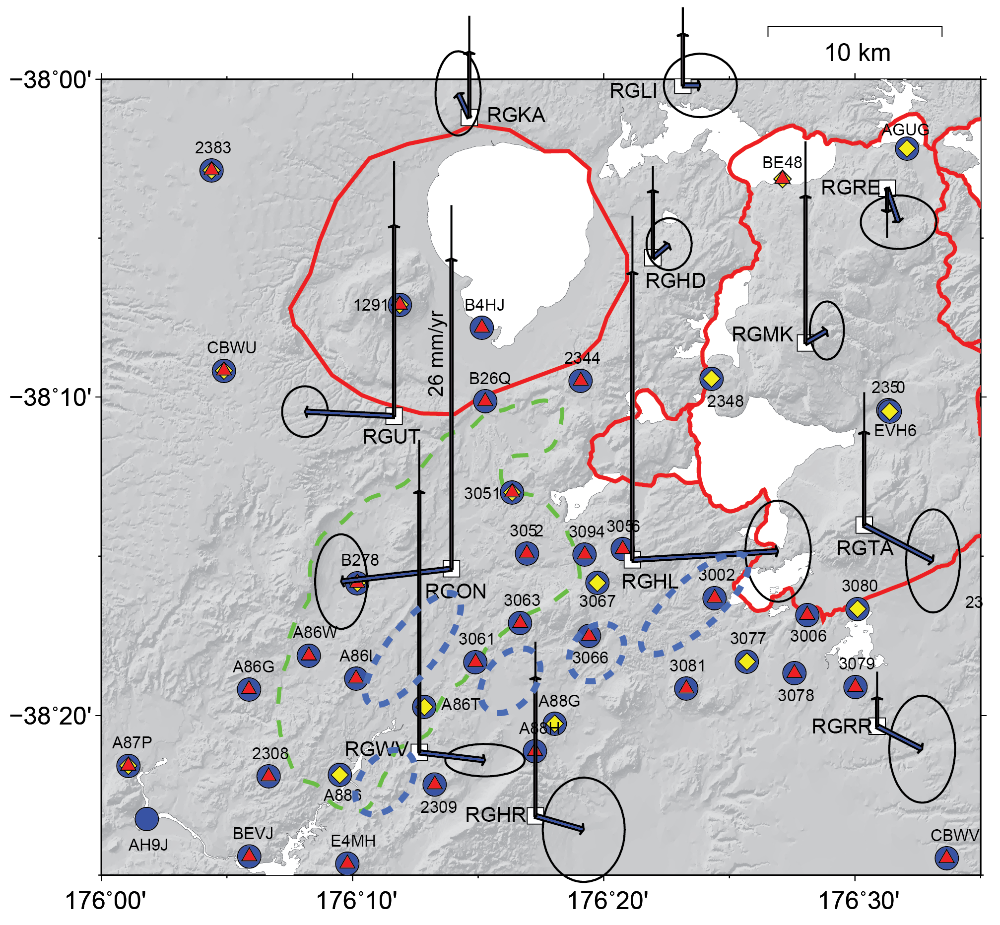 10 km
−38°00'
RGLI
RGKA
AGUG
2383
BE48
RGRE
RGHD
1291
B4HJ
26 mm/yr
RGMK
CBWU
2344
B26Q
2350
−38°10'
2348
EVH6
RGUT
3051
3052
3094
3056
RGTA
B278
RGHL
3002
RGON
3080
3063
3067
23
A86W
3061
3077
3006
A86I
3066
A86G
3081
3079
3078
A86T
A88G
−38°20'
A88H
RGRR
A87P
RGWV
2308
A886
2309
RGHR
AH9J
BEVJ
E4MH
CBWV
176°00'
176°10'
176°20'
176°30'